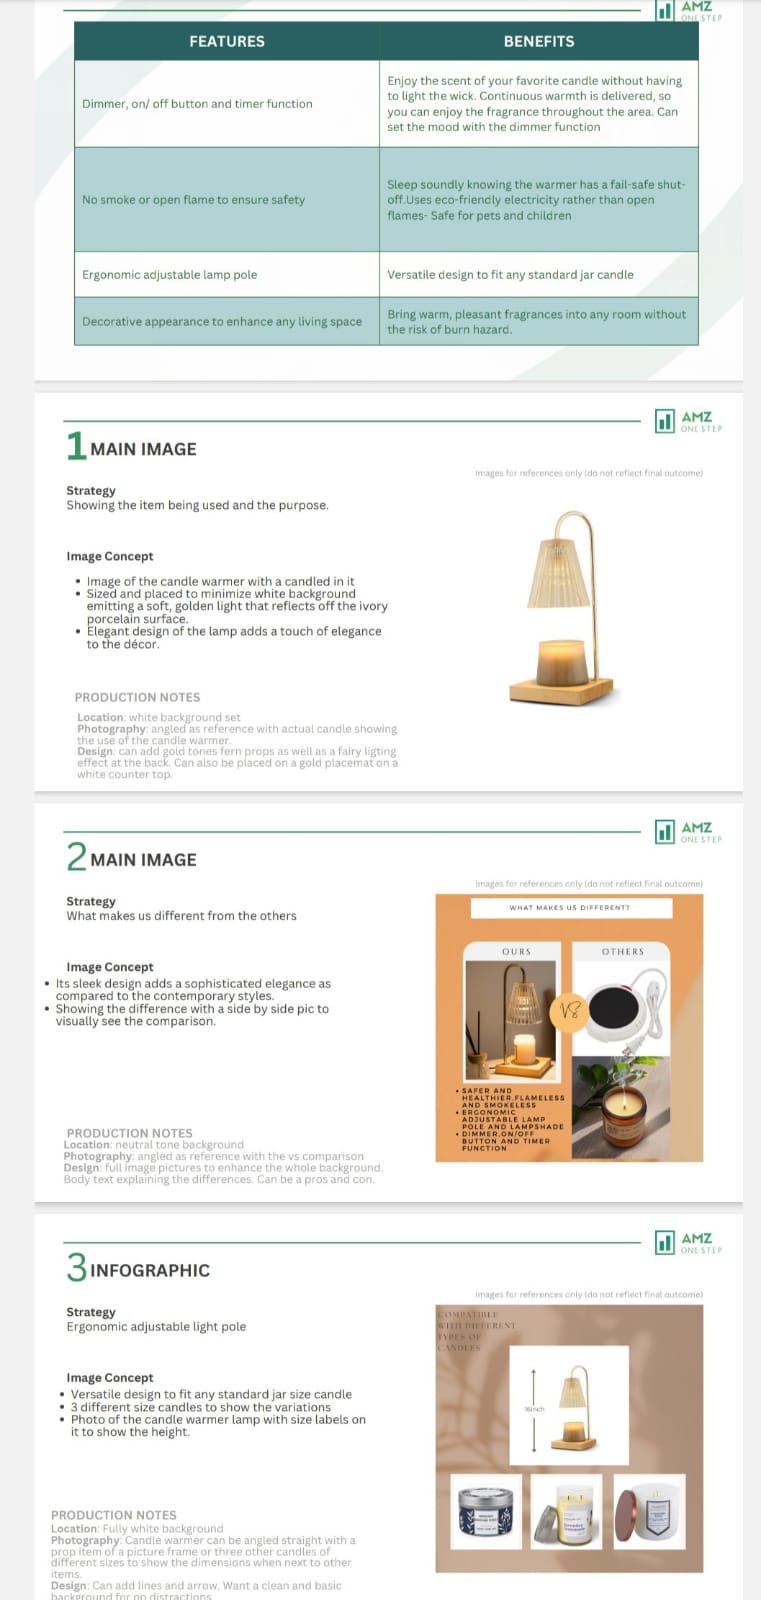 AMZ
ONE STEP
FEATURES
BENEFITS
Dimmer, on/ off button and timer function
Enjoy the scent of your favorite candle without having
to light the wick. Continuous warmth is delivered, so
you can enjoy the fragrance throughout the area. Can
set the mood with the dimmer function
No smoke or open flame to ensure safety
Sleep soundly knowing the warmer has a fail-safe shut-
off.Uses eco-friendly electricity rather than open
flames- Safe for pets and children
Ergonomic adjustable lamp pole
Versatile design to fit any standard jar candle
Decorative appearance to enhance any living space
Bring warm, pleasant fragrances into any room without
the risk of burn hazard.
AMZ
ONE STEP
1 MAIN IMAGE
Images for references only (do not reflect final outcome)
Strategy
Showing the item being used and the purpose.
Image Concept
• Image of the candle warmer with a candled in it
• Sized and placed to minimize white background
emitting a soft, golden light that reflects off the ivory
porcelain surface.
• Elegant design of the lamp adds a touch of elegance
to the décor.
PRODUCTION NOTES
Location: white background set
Photography: angled as reference with actual candle showing
the use of the candle warmer.
Design: can add gold tones fern props as well as a fairy ligting
effect at the back. Can also be placed on a gold placemat on a
white counter top.
AMZ
ONE STEP
2 MAIN IMAGE
Images for references only (do not reflect final outcome)
Strategy
What makes us different from the others
Image Concept
• Its sleek design adds a sophisticated elegance as
compared to the contemporary styles.
• Showing the difference with a side by side pic to
visually see the comparison.
PRODUCTION NOTES
Location: neutral tone background
Photography: angled as reference with the vs comparison
Design: full image pictures to enhance the whole background.
Body text explaining the differences. Can be a pros and con.
WHAT MAKES US DIFFERENT?
OURS
OTHERS
VS
• SAFER AND
HEALTHIER,FLAMELESS
AND SMOKELESS
• ERGONOMIC
ADJUSTABLE LAMP
POLE AND LAMPSHADE
• DIMMER,ON/OFF
BUTTON AND TIMER
FUNCTION
AMZ
ONE STEP
3 INFOGRAPHIC
Images for references only (do not reflect final outcome)
Strategy
Ergonomic adjustable light pole
Image Concept
• Versatile design to fit any standard jar size candle
• 3 different size candles to show the variations
• Photo of the candle warmer lamp with size labels on
it to show the height.
PRODUCTION NOTES
Location: Fully white background
Photography: Candle warmer can be angled straight with a
prop item of a picture frame or three other candles of
different sizes to show the dimensions when next to other
items.
Design: Can add lines and arrow. Want a clean and basic
background for no distractions
COMPATIBLE
WITH DIFFERENT
TYPES OF
CANDLES